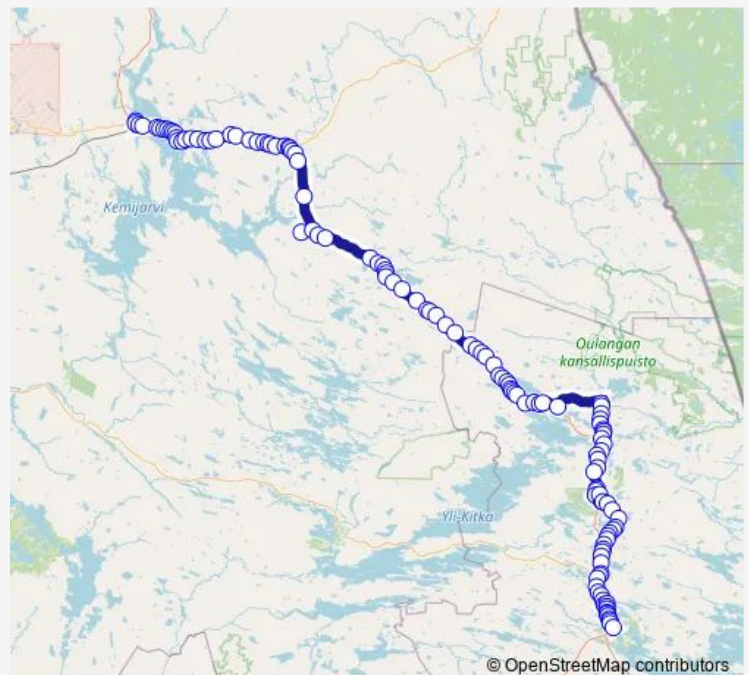 Kemijärvi
Oulangan
kansallispuisto
Yli-Kitka
© OpenStreetMap contributors